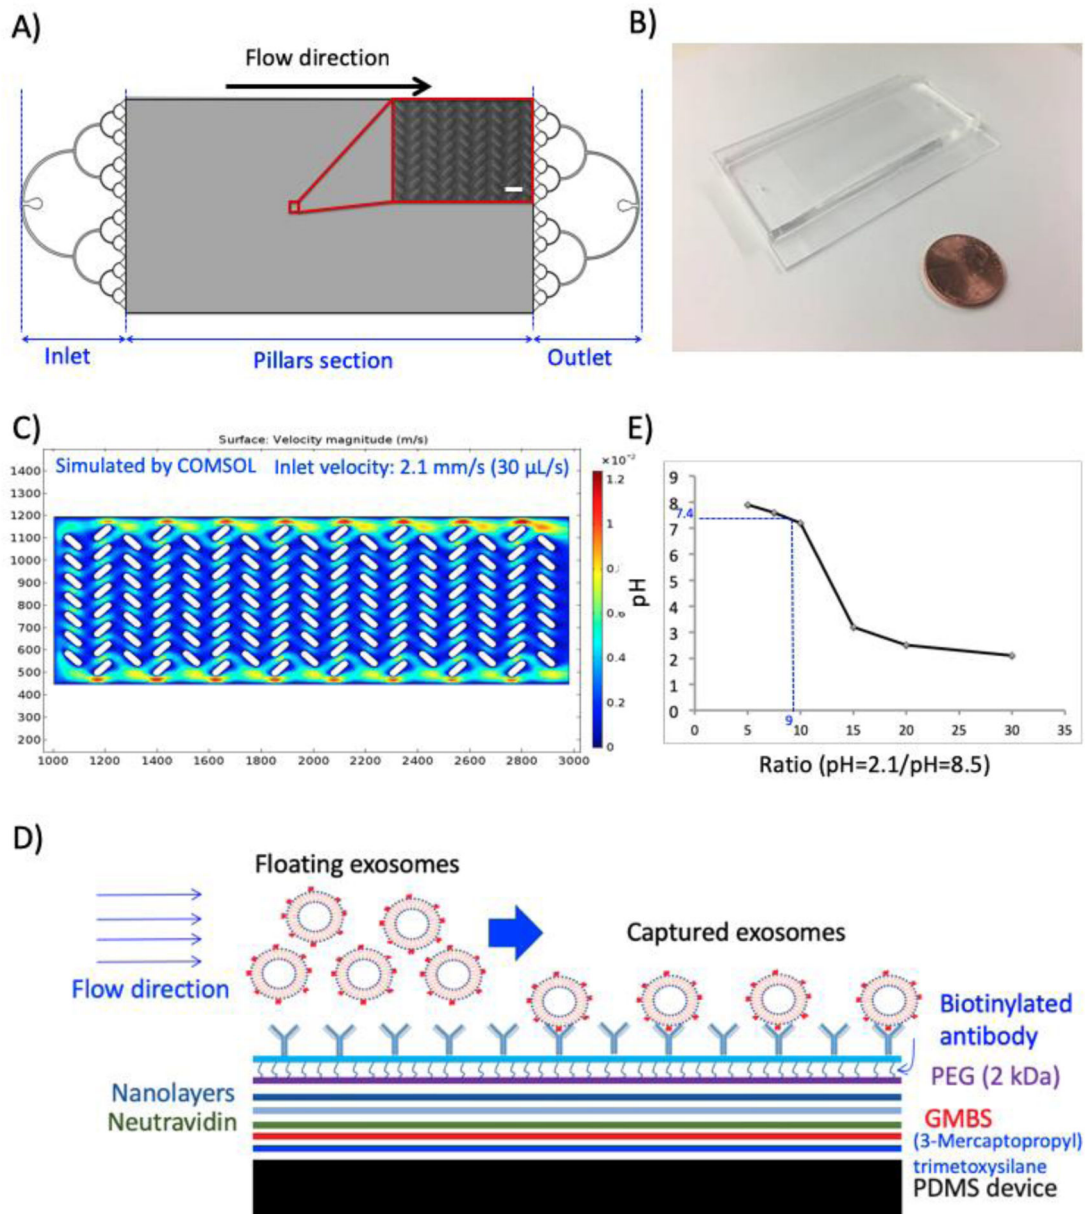 A)
Flow direction
Inlet
Pillars section
Outlet
B)
C)
Surface: Velocity magnitude (m/s)
Simulated by COMSOL Inlet velocity: 2.1 mm/s (30 µL/s)
×10⁻²
1500
1400
1300
1200
1100
1000
900
800
700
600
500
400
300
200
1000 1200 1400 1600 1800 2000 2200 2400 2600 2800 3000
1.2
1
0.6
0.4
0.2
0
E)
pH
9
8
7.4
7
6
5
4
3
2
1
0
9
0 5 10 15 20 25 30 35
Ratio (pH=2.1/pH=8.5)
D)
Floating exosomes
Captured exosomes
Flow direction
Biotinylated
antibody
PEG (2 kDa)
Nanolayers
Neutravidin
GMBS
(3-Mercaptopropyl)
trimetoxysilane
PDMS device